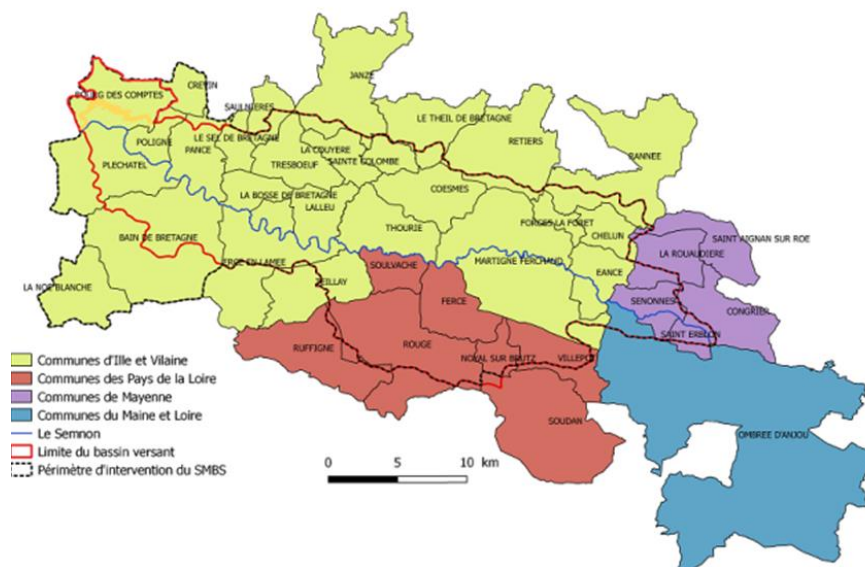 JANZE
CREVIN
BOURG DES COMPTES
SAULNIERES
LE THEIL DE BRETAGNE
RETIERS
RANNEE
POLIGNE
LE SEL DE BRETAGNE
PANCE
LA COUYERE
PLECHATEL
TRESBOEUF
SAINTE COLOMBE
COESMES
LA BOSSE DE BRETAGNE
LALLEU
THOURIE
FORGES LA FORET
CHELUN
BAIN DE BRETAGNE
SAINT AIGNAN SUR ROE
LA ROUAUDIERE
MARTIGNE FERCHAUD
EANCE
SOULVACHE
LA NOE BLANCHE
FERCE
SENONNES
CONGRIER
SAINT ERBLON
RUFFIGNE
ROUGE
NOYAL SUR BRUTZ
SOUDAN
OMBREE D'ANJOU
Communes d'Ille et Vilaine
Communes des Pays de la Loire
Communes de Mayenne
Communes du Maine et Loire
Le Semnon
Limite du bassin versant
Périmètre d'intervention du SMBS
0 5 10 km